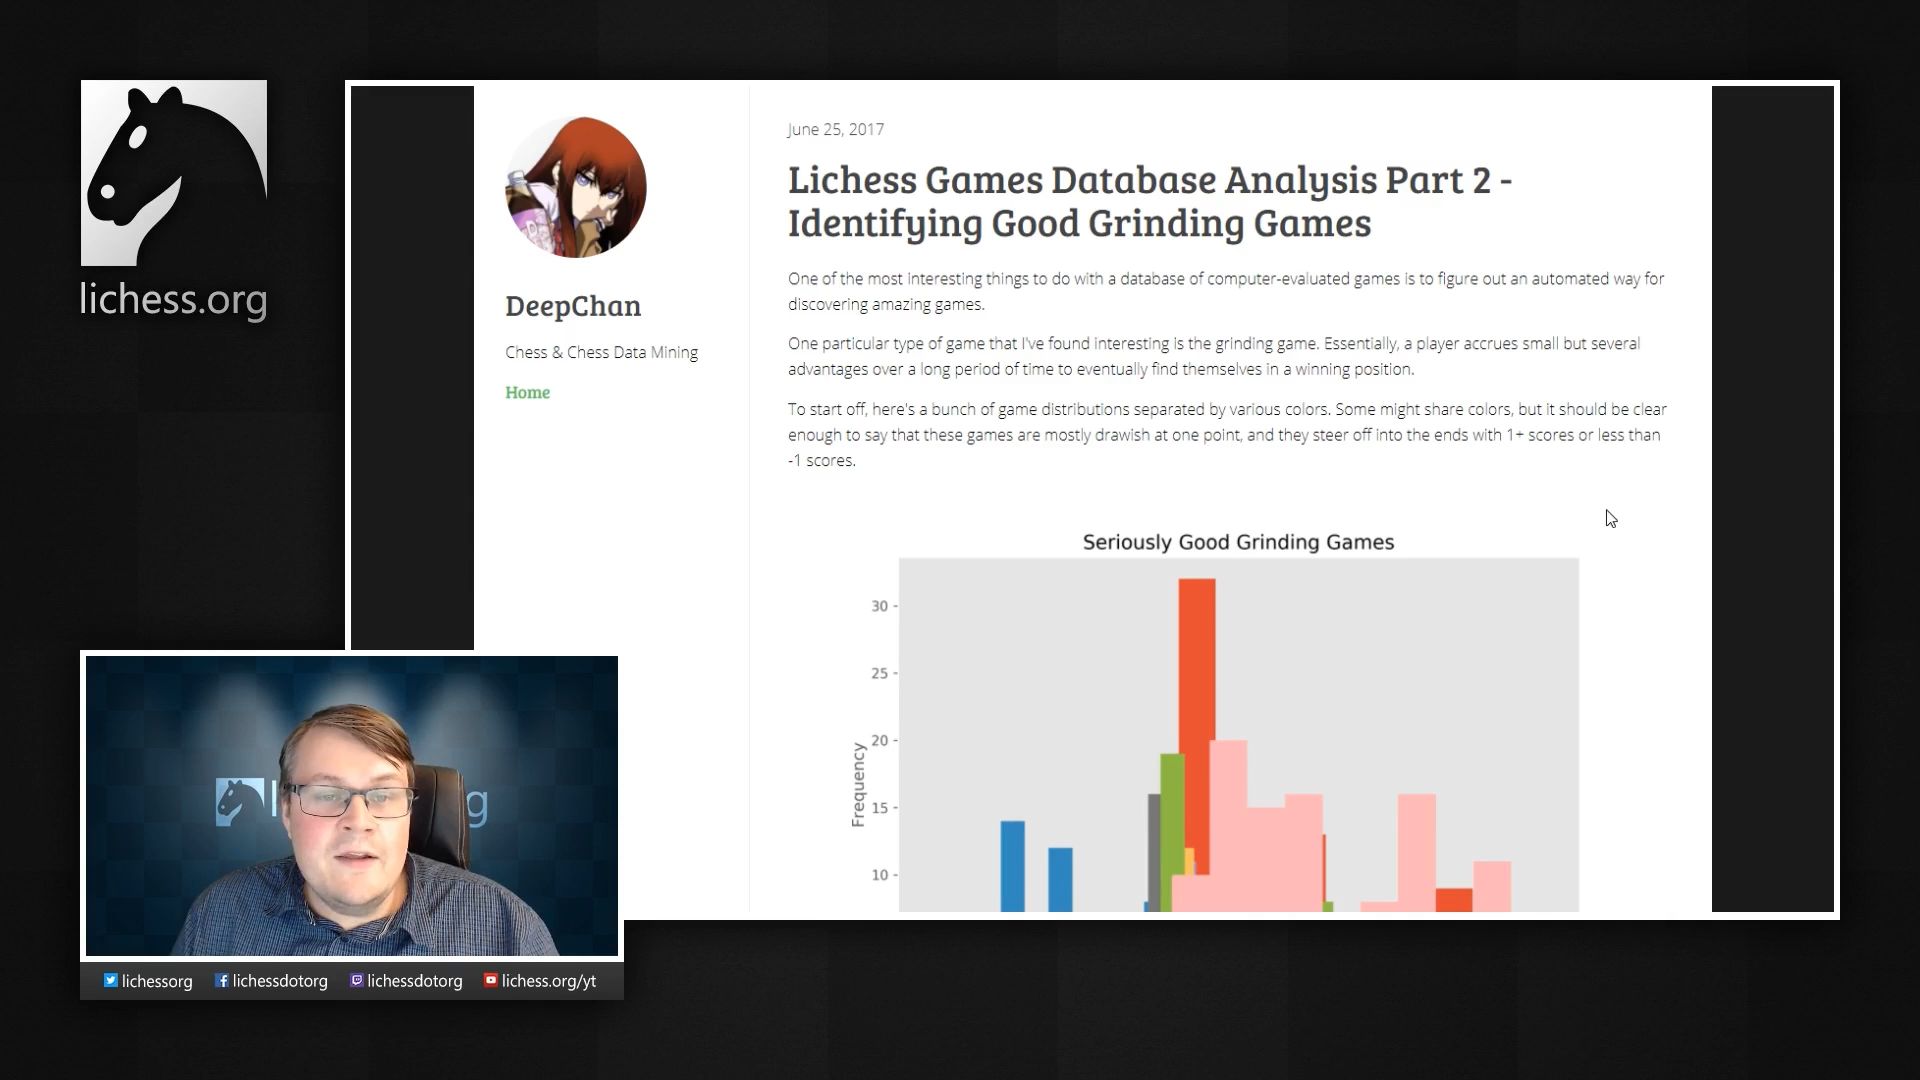 lichess.org
DeepChan
Chess & Chess Data Mining
Home
June 25, 2017
Lichess Games Database Analysis Part 2 -
Identifying Good Grinding Games
One of the most interesting things to do with a database of computer-evaluated games is to figure out an automated way for
discovering amazing games.
One particular type of game that I've found interesting is the grinding game. Essentially, a player accrues small but several
advantages over a long period of time to eventually find themselves in a winning position.
To start off, here's a bunch of game distributions separated by various colors. Some might share colors, but it should be clear
enough to say that these games are mostly drawish at one point, and they steer off into the ends with 1+ scores or less than
-1 scores.
Seriously Good Grinding Games
30
25
20
15
10
Frequency
l g
lichessorg lichessdotorg lichessdotorg lichess.org/yt